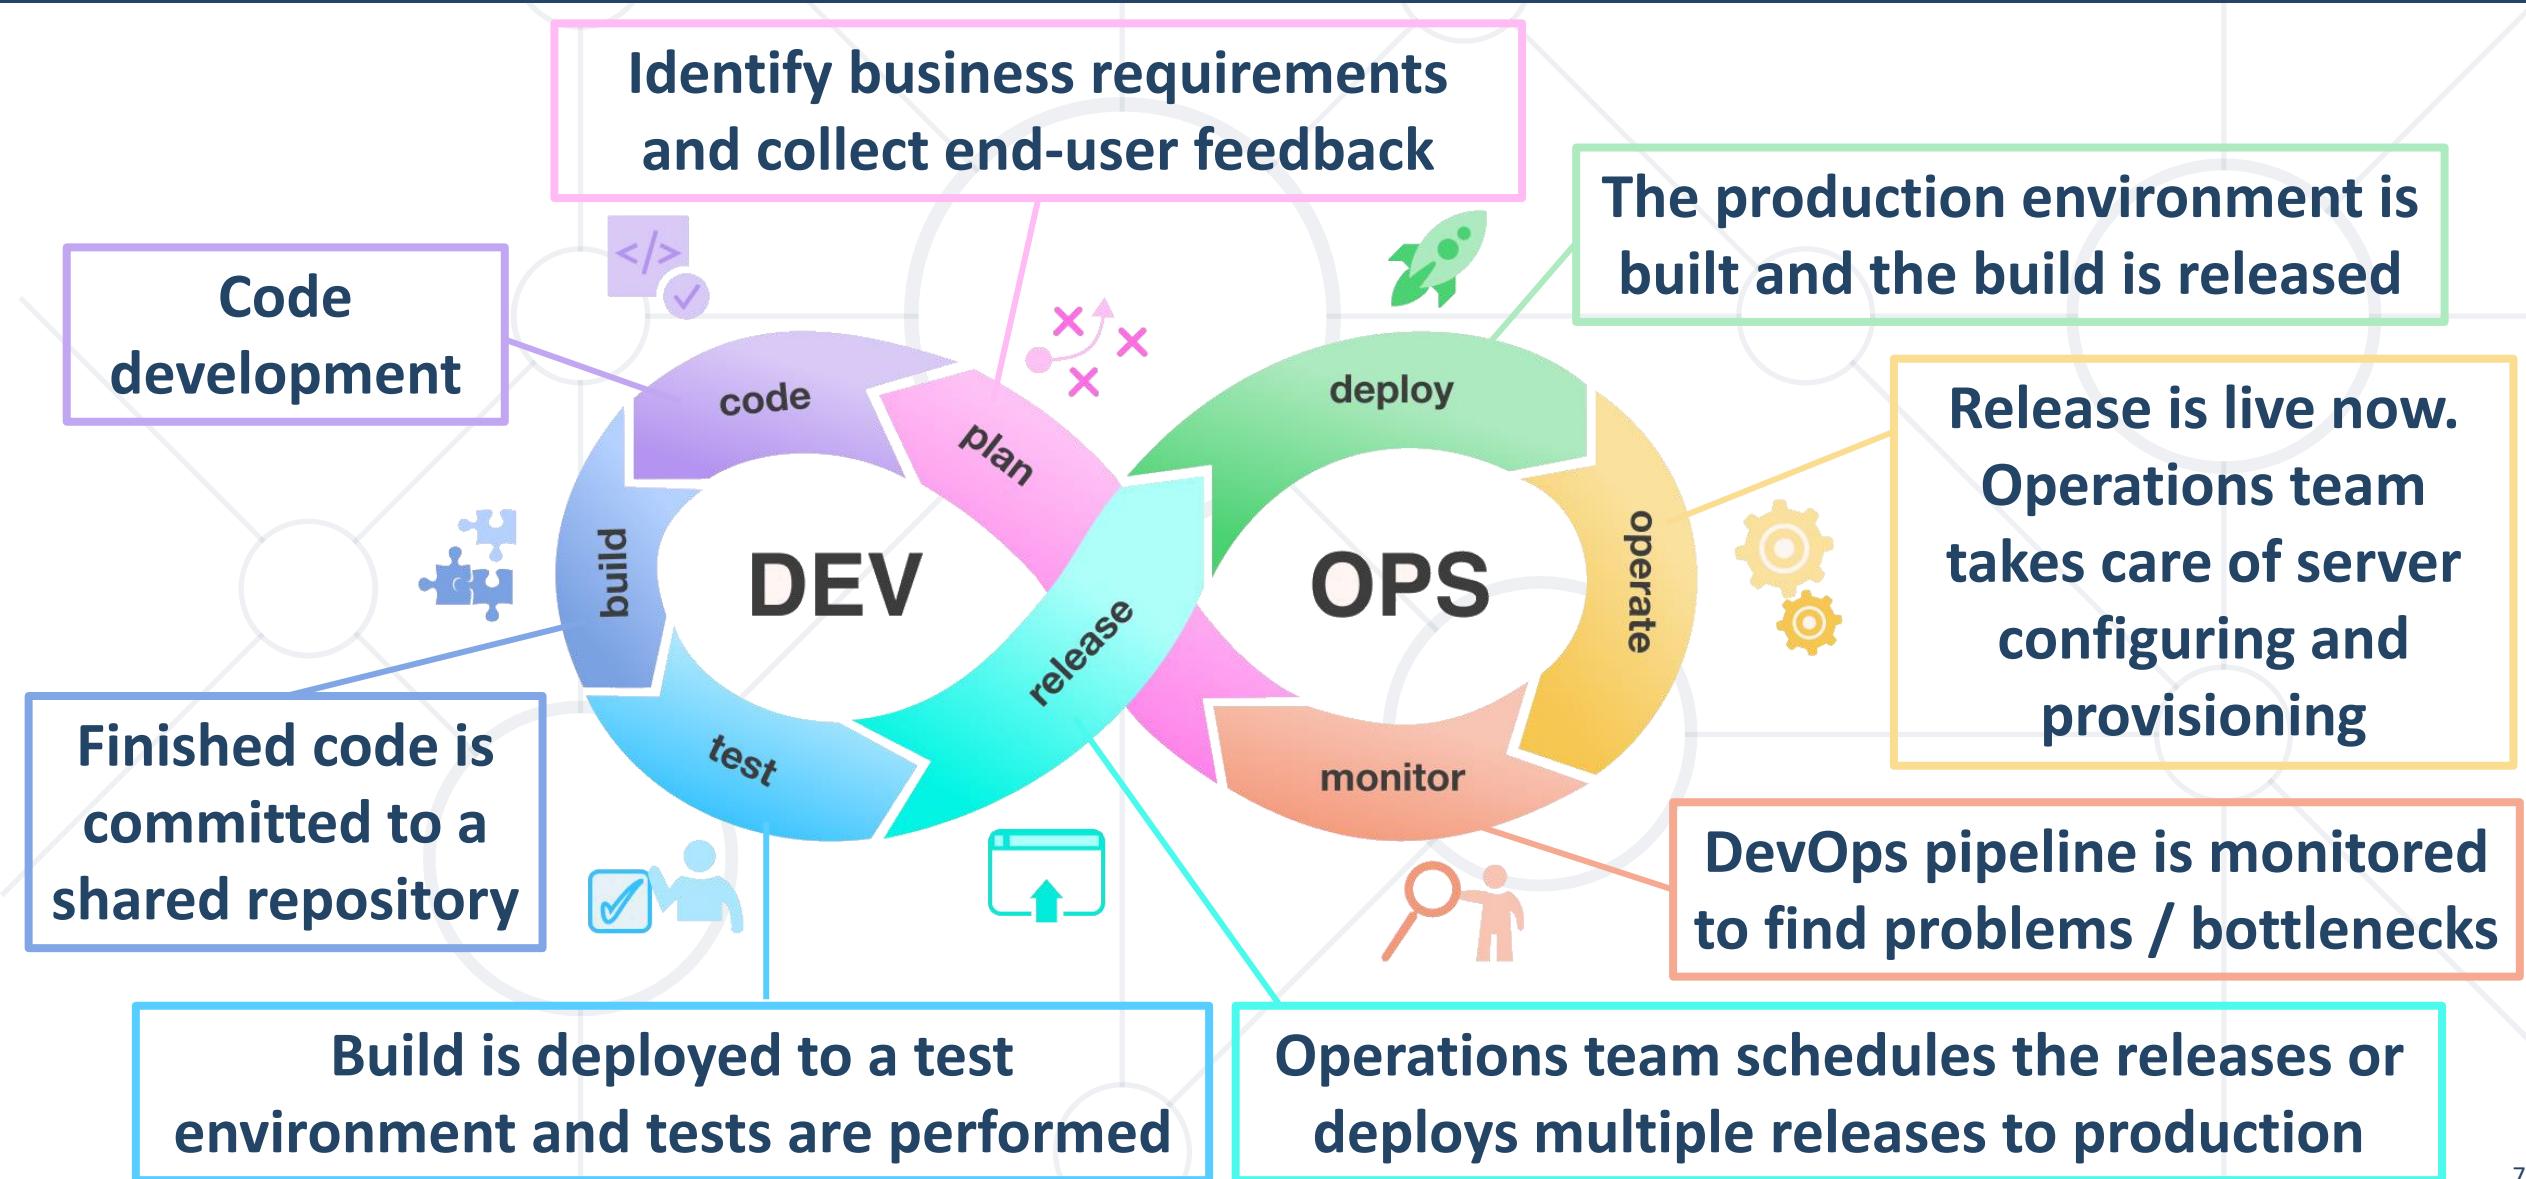 Identify business requirements
and collect end-user feedback
The production environment is
built and the build is released
Code
development
</>
code
plan
deploy
Release is live now.
Operations team
takes care of server
configuring and
provisioning
build
DEV
OPS
operate
release
Finished code is
committed to a
shared repository
test
monitor
DevOps pipeline is monitored
to find problems / bottlenecks
Build is deployed to a test
environment and tests are performed
Operations team schedules the releases or
deploys multiple releases to production
7